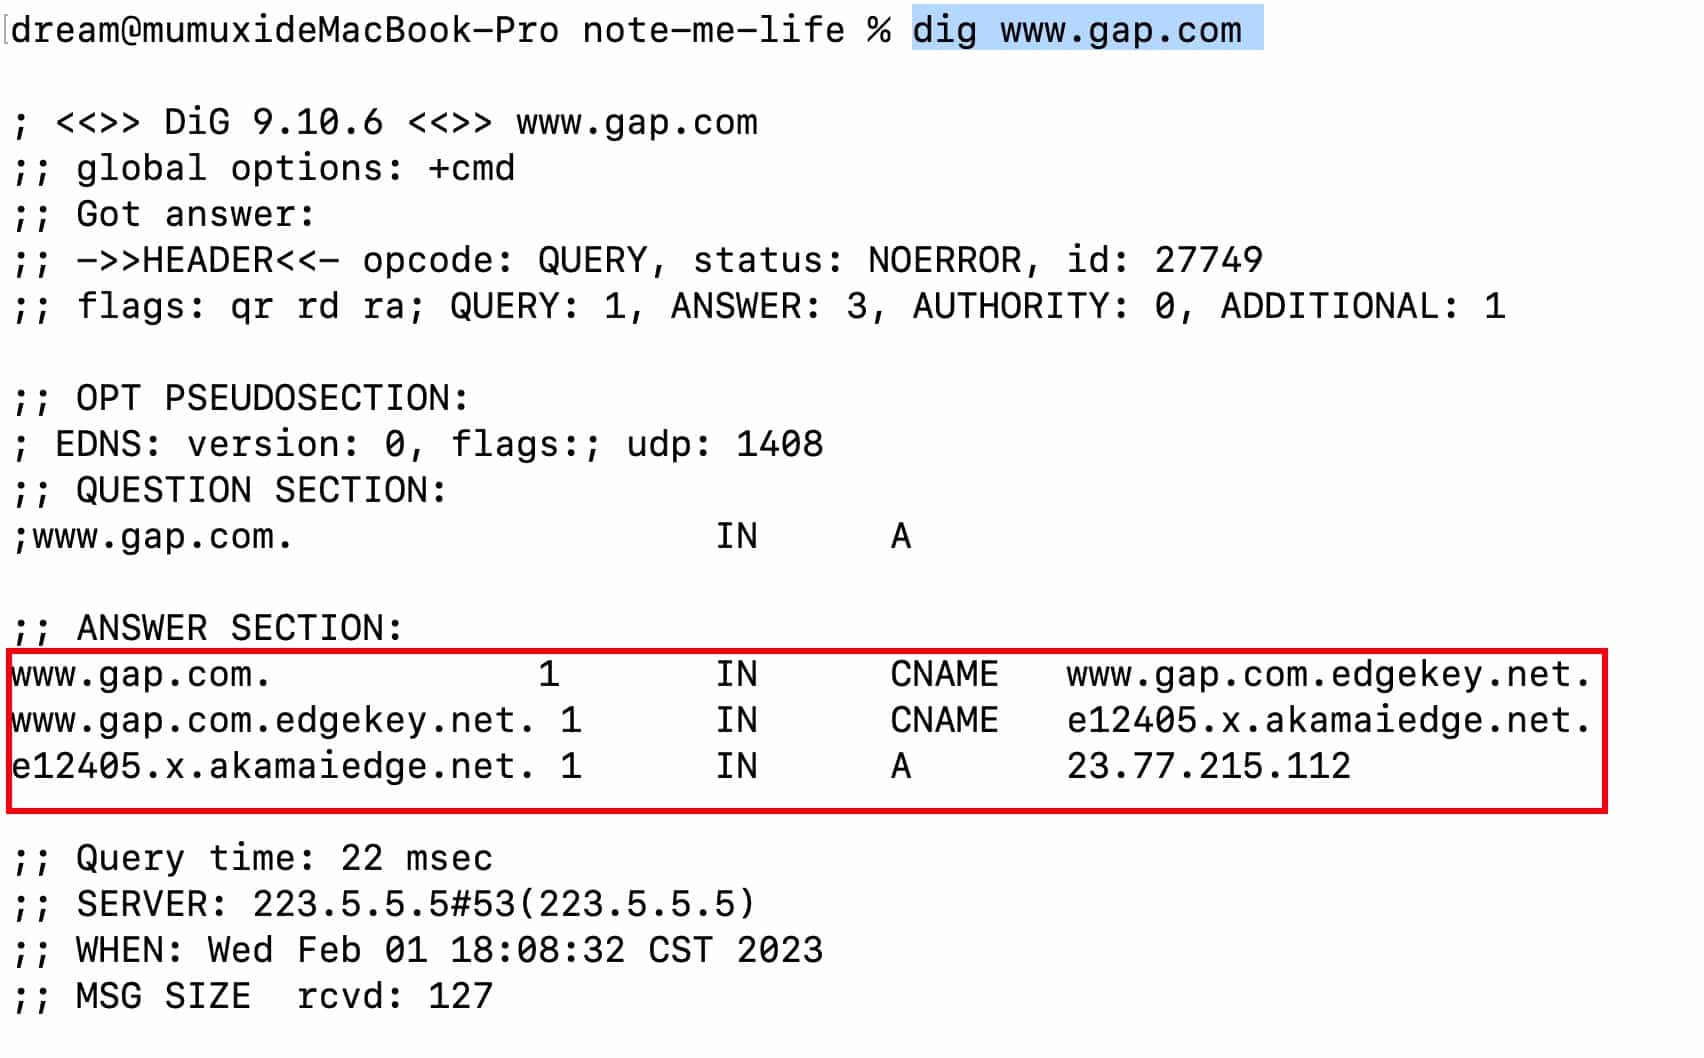 dream@mumuxideMacBook-Pro note-me-life % dig www.gap.com
; <<>> DiG 9.10.6 <<>> www.gap.com
;; global options: +cmd
;; Got answer:
;; ->>HEADER<<- opcode: QUERY, status: NOERROR, id: 27749
;; flags: qr rd ra; QUERY: 1, ANSWER: 3, AUTHORITY: 0, ADDITIONAL: 1
;; OPT PSEUDOSECTION:
; EDNS: version: 0, flags:; udp: 1408
;; QUESTION SECTION:
;www.gap.com. IN A
;; ANSWER SECTION:
www.gap.com. 1 IN CNAME www.gap.com.edgekey.net.
www.gap.com.edgekey.net. 1 IN CNAME e12405.x.akamaiedge.net.
e12405.x.akamaiedge.net. 1 IN A 23.77.215.112
;; Query time: 22 msec
;; SERVER: 223.5.5.5#53(223.5.5.5)
;; WHEN: Wed Feb 01 18:08:32 CST 2023
;; MSG SIZE  rcvd: 127